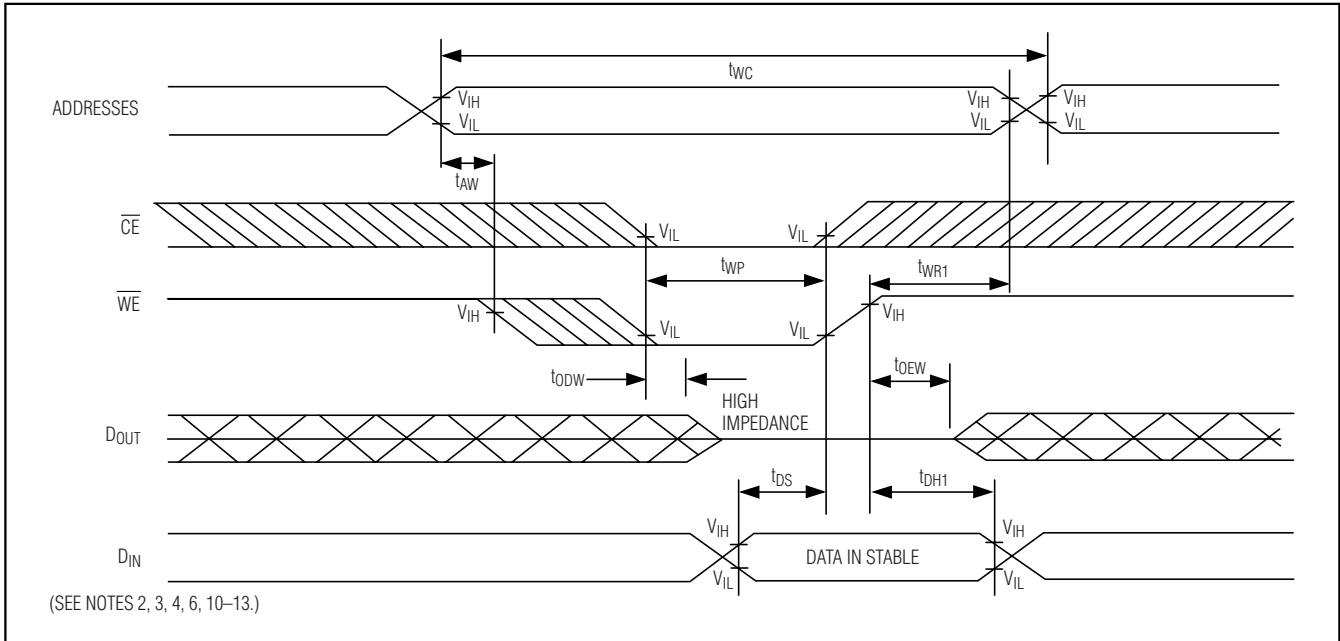 tWC
ADDRESSES
VIH
VIL
VIH
VIL
VIH
VIL
tAW
CE
VIL
VIL
tWP
tWR1
WE
VIH
VIL
VIL
VIH
tODW
tOEW
HIGH
IMPEDANCE
DOUT
tDS
tDH1
VIH
VIH
DIN
DATA IN STABLE
VIL
VIL
(SEE NOTES 2, 3, 4, 6, 10–13.)